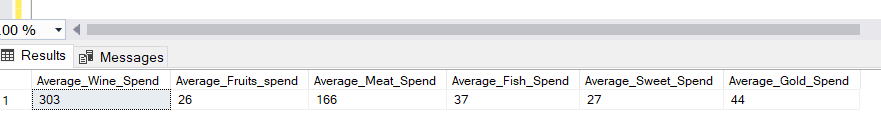 .00 %
Results Messages
Average_Wine_Spend Average_Fruits_spend Average_Meat_Spend Average_Fish_Spend Average_Sweet_Spend Average_Gold_Spend
1 303 26 166 37 27 44